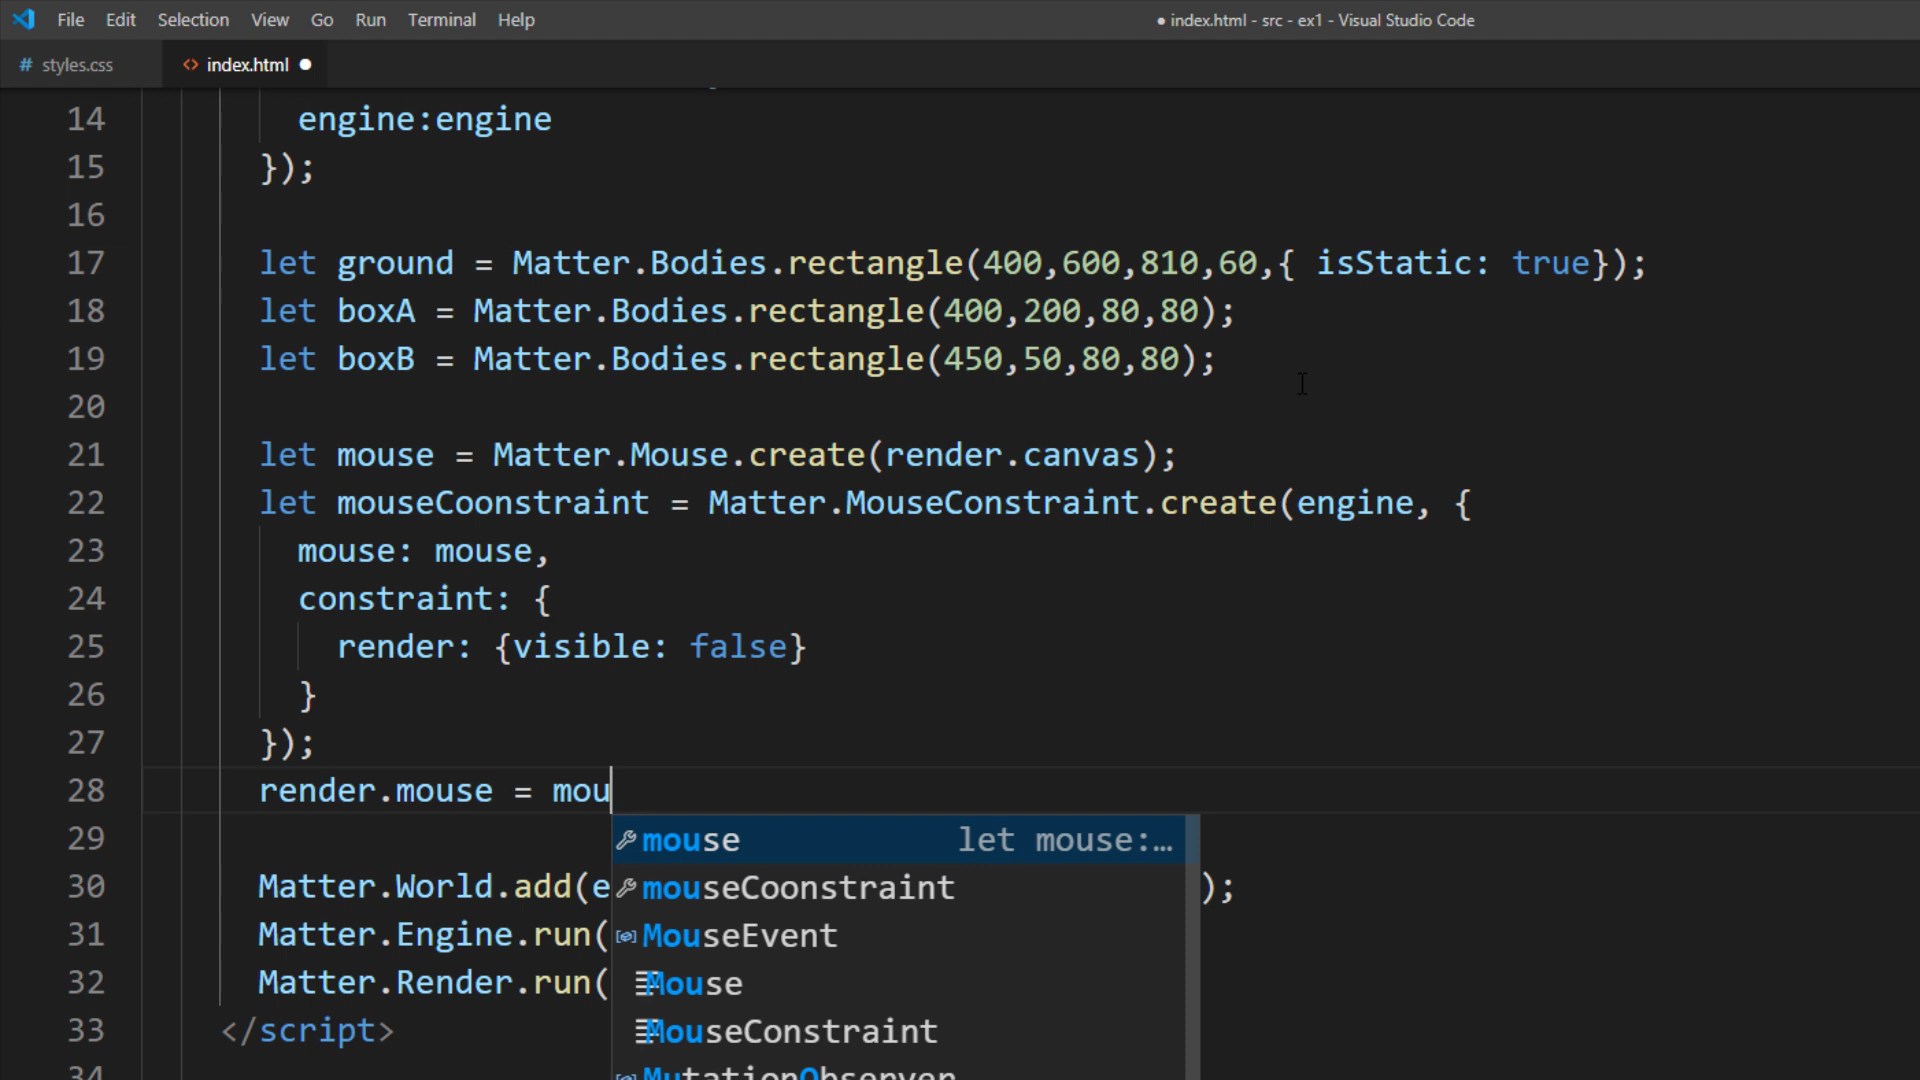 File Edit Selection View Go Run Terminal Help ● index.html - src - ex1 - Visual Studio Code
# styles.css <> index.html ●
14 engine:engine
15 });
16
17 let ground = Matter.Bodies.rectangle(400,600,810,60,{ isStatic: true});
18 let boxA = Matter.Bodies.rectangle(400,200,80,80);
19 let boxB = Matter.Bodies.rectangle(450,50,80,80);
20
21 let mouse = Matter.Mouse.create(render.canvas);
22 let mouseCoonstraint = Matter.MouseConstraint.create(engine, {
23 mouse: mouse,
24 constraint: {
25 render: {visible: false}
26 }
27 });
28 render.mouse = mou
29 mouse let mouse:…
mouseCoonstraint
30 Matter.World.add(e );
31 Matter.Engine.run( MouseEvent
32 Matter.Render.run( Mouse
33 </script> MouseConstraint
34 MutationObserver